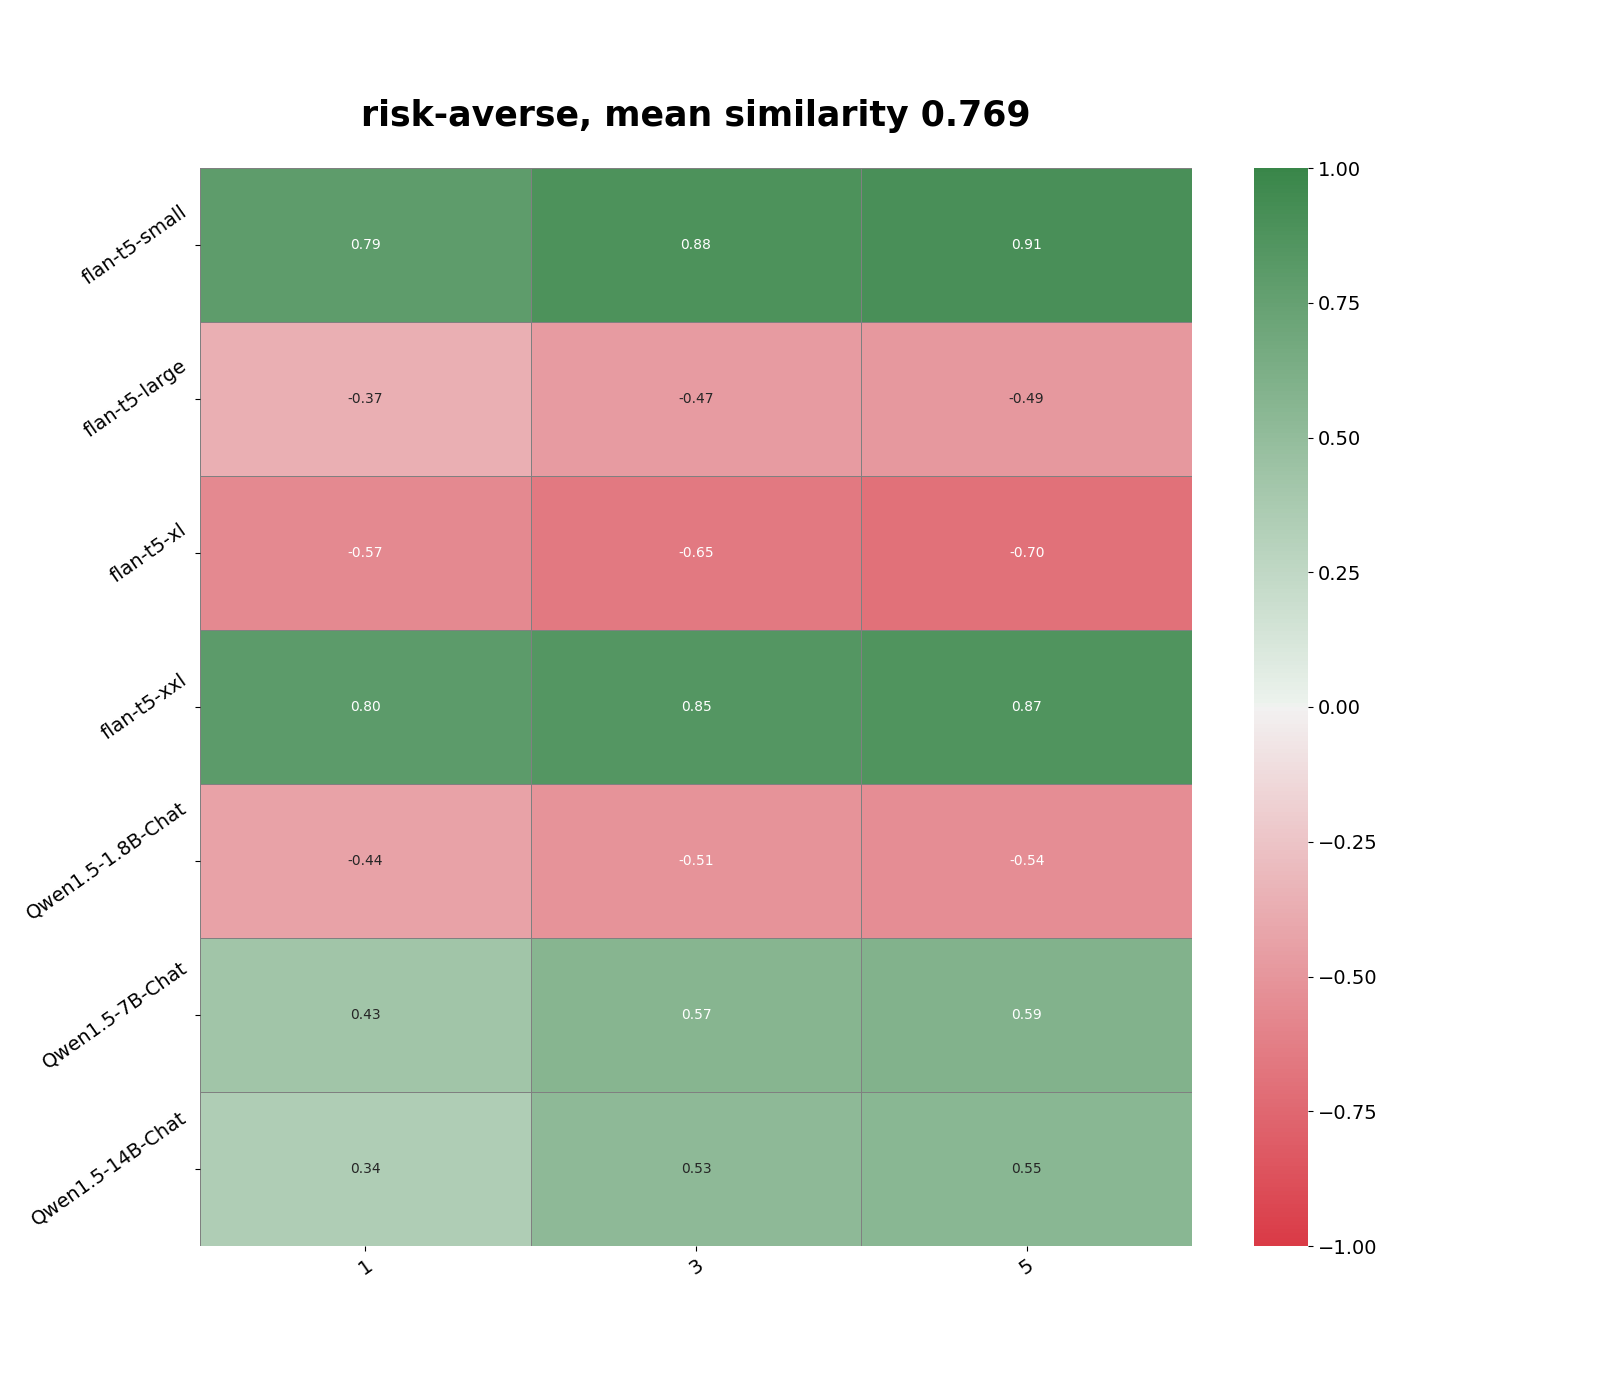 risk-averse, mean similarity 0.769
flan-t5-small 0.79 0.88 0.91
flan-t5-large -0.37 -0.47 -0.49
flan-t5-xl -0.57 -0.65 -0.70
flan-t5-xxl 0.80 0.85 0.87
Qwen1.5-1.8B-Chat -0.44 -0.51 -0.54
Qwen1.5-7B-Chat 0.43 0.57 0.59
Qwen1.5-14B-Chat 0.34 0.53 0.55
1 3 5
1.00
0.75
0.50
0.25
0.00
−0.25
−0.50
−0.75
−1.00